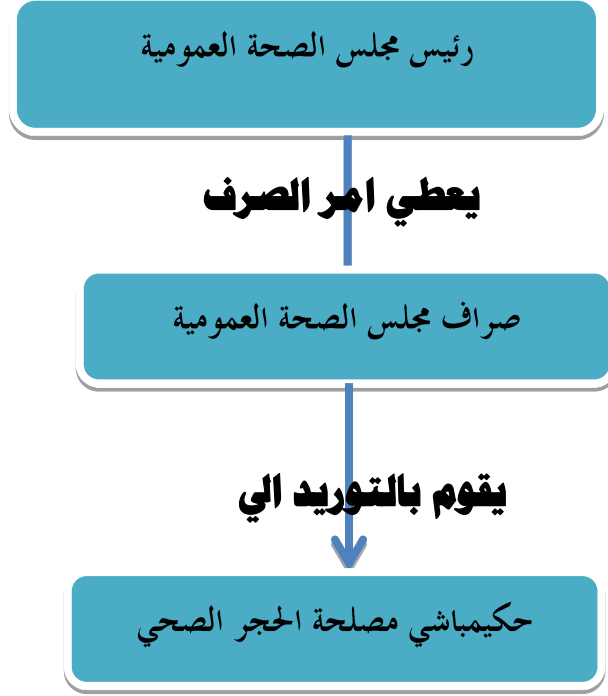 رئيس مجلس الصحة العمومية
يعطي امر الصرف
صراف مجلس الصحة العمومية
يقوم بالتوريد الي
حكيمباشي مصلحة الحجر الصحي